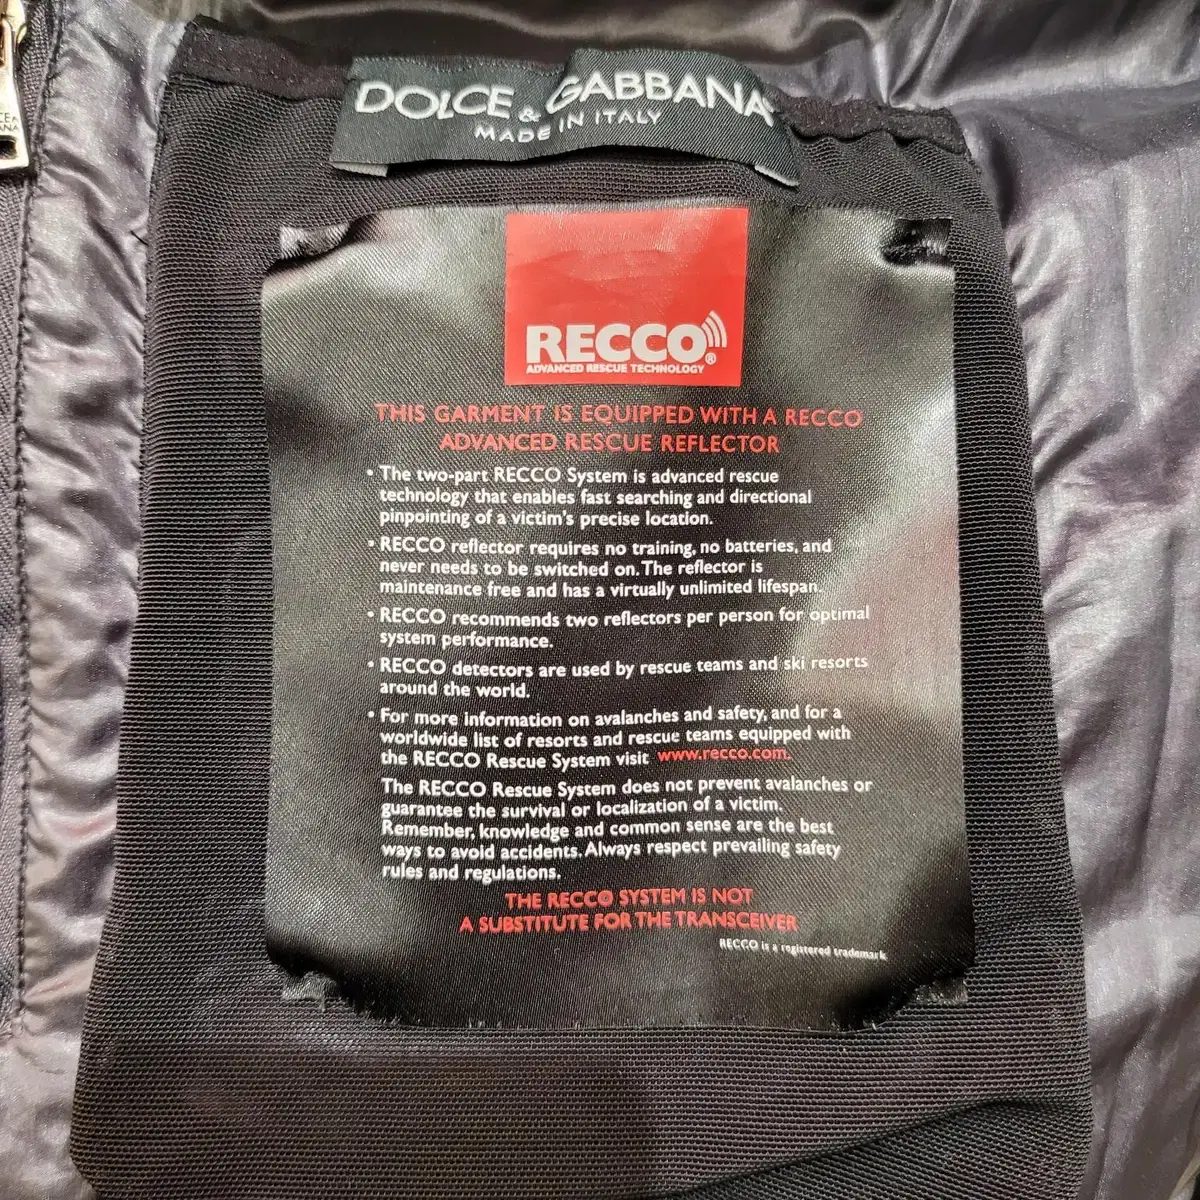 DOLCE & GABBANA
MADE IN ITALY
RECCO®
ADVANCED RESCUE TECHNOLOGY
THIS GARMENT IS EQUIPPED WITH A RECCO
ADVANCED RESCUE REFLECTOR
• The two-part RECCO System is advanced rescue
technology that enables fast searching and directional
pinpointing of a victim's precise location.
• RECCO reflector requires no training, no batteries, and
never needs to be switched on. The reflector is
maintenance free and has a virtually unlimited lifespan.
• RECCO recommends two reflectors per person for optimal
system performance.
• RECCO detectors are used by rescue teams and ski resorts
around the world.
• For more information on avalanches and safety, and for a
worldwide list of resorts and rescue teams equipped with
the RECCO Rescue System visit www.recco.com.
The RECCO Rescue System does not prevent avalanches or
guarantee the survival or localization of a victim.
Remember, knowledge and common sense are the best
ways to avoid accidents. Always respect prevailing safety
rules and regulations.
THE RECCO SYSTEM IS NOT
A SUBSTITUTE FOR THE TRANSCEIVER
RECCO is a registered trademark